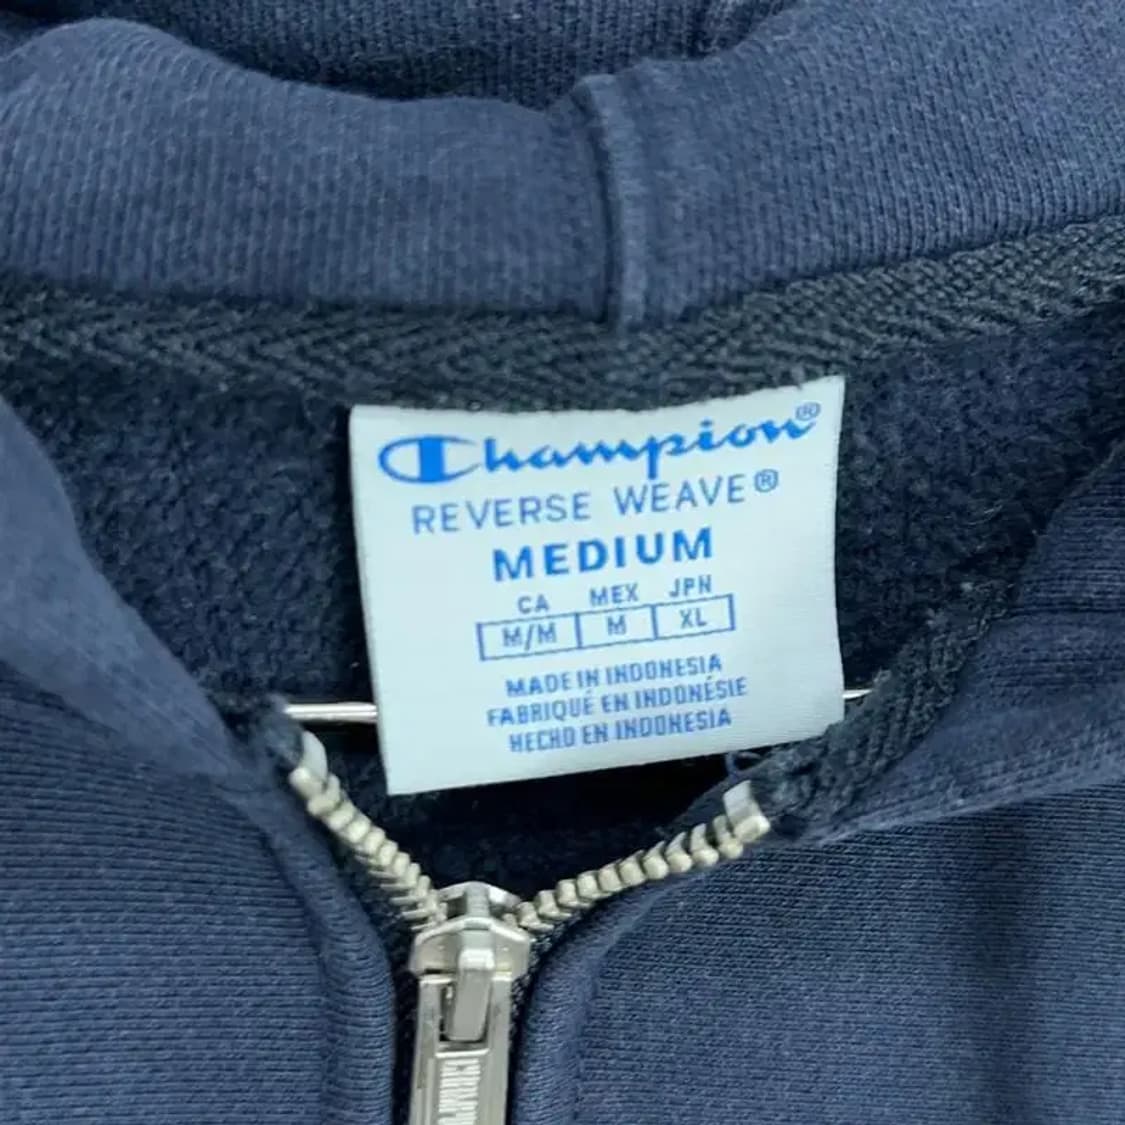 Champion®
REVERSE WEAVE®
MEDIUM
CA MEX JPN
M/M M XL
MADE IN INDONESIA
FABRIQUÉ EN INDONÉSIE
HECHO EN INDONESIA